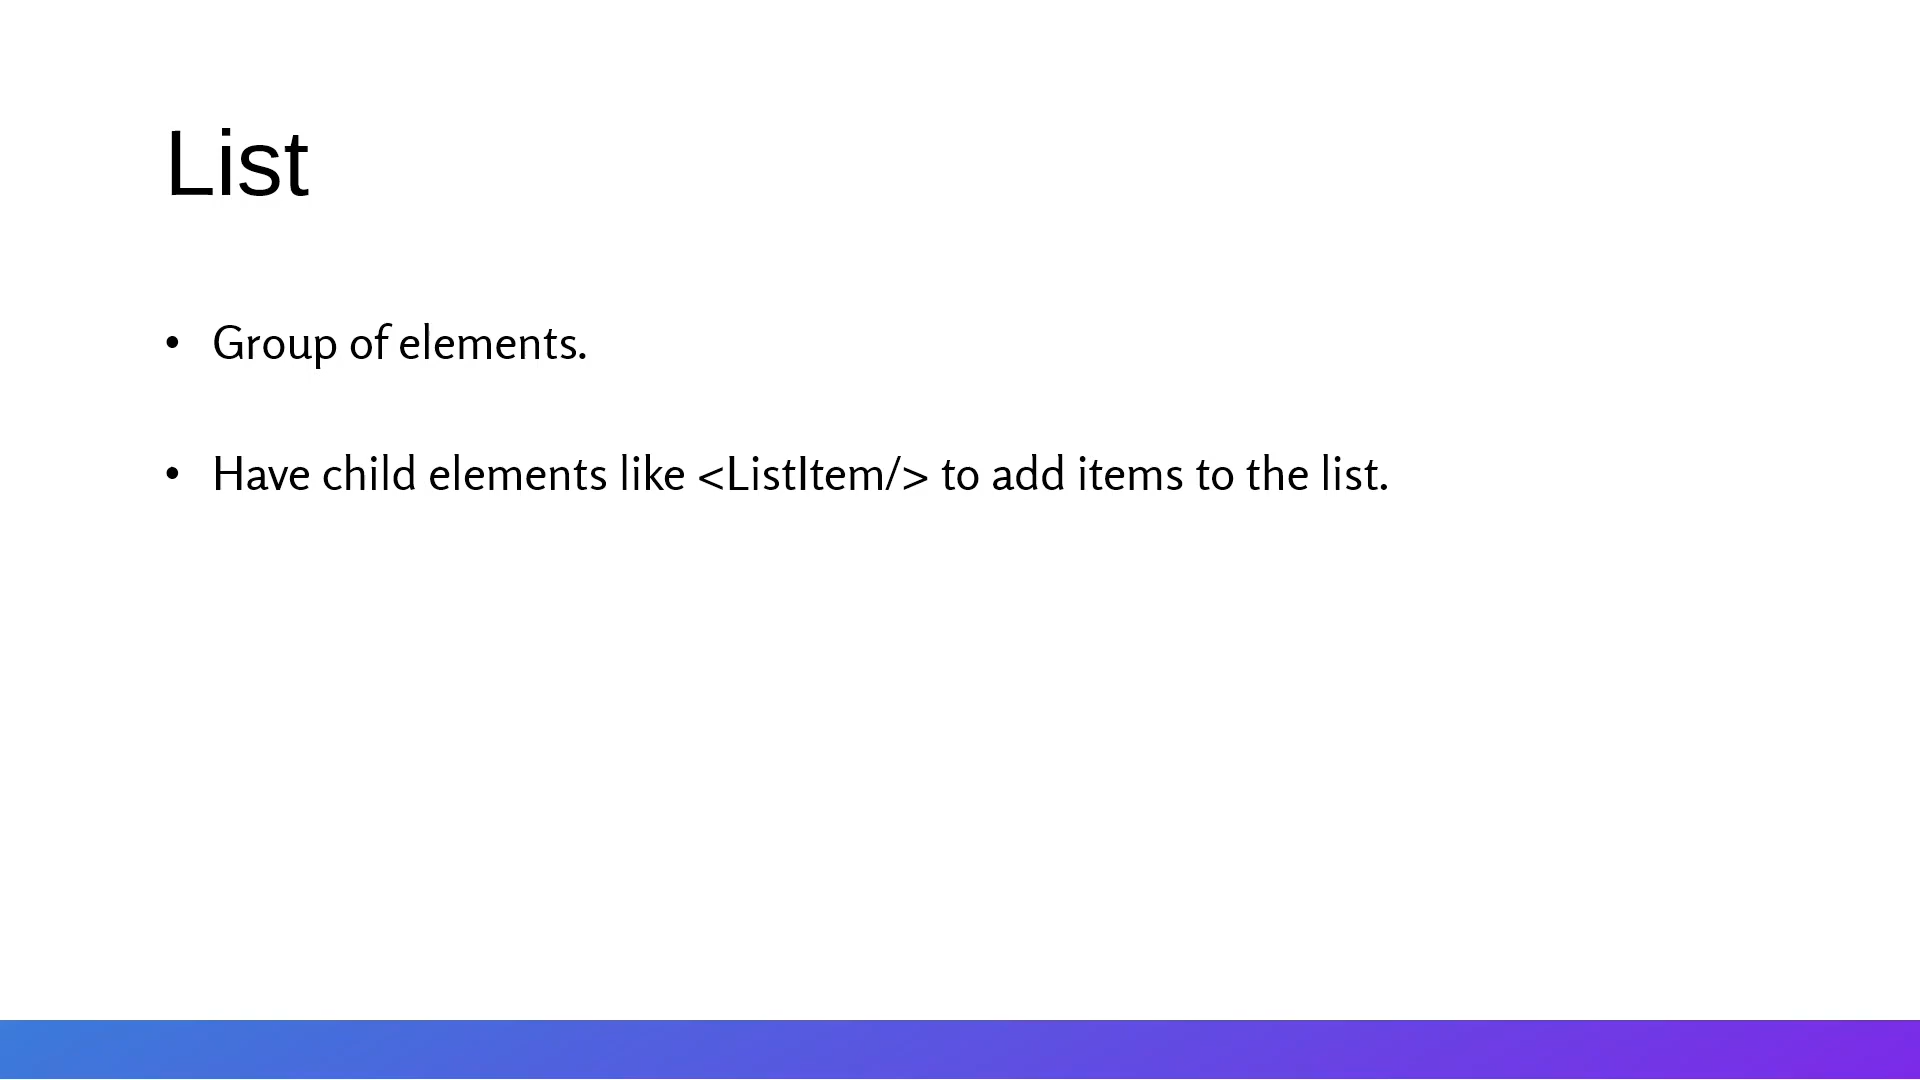 List
• Group of elements.
• Have child elements like <ListItem/> to add items to the list.